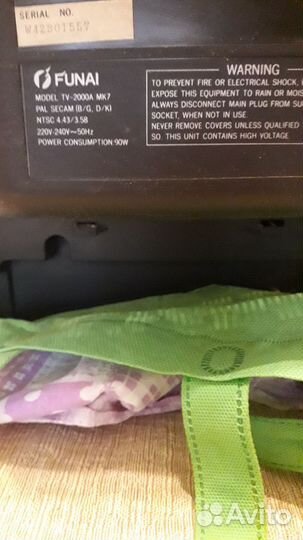 SERIAL NO.
W42801557
FUNAI
MODEL TV-2000A MK7
PAL SECAM (B/G, D/K)
NTSC 4.43/3.58
220V-240V~50Hz
POWER CONSUMPTION:90W
WARNING
TO PREVENT FIRE OR ELECTRICAL SHOCK,
EXPOSE THIS EQUIPMENT TO RAIN OR MOIS
ALWAYS DISCONNECT MAIN PLUG FROM SU
SOCKET, WHEN NOT IN USE.
NEVER REMOVE COVERS UNLESS QUALIFIED
SO. THIS UNIT CONTAINS HIGH VOLTAGE.
Avito